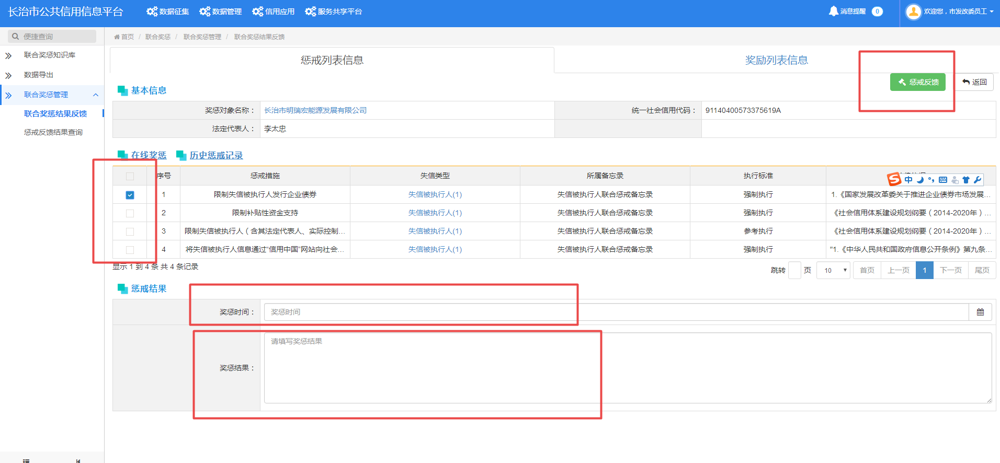 长治市公共信用信息平台 数据征集 数据管理 信用应用 服务共享平台 消息提醒 0 欢迎您，市发改委员工
便捷查询
首页 / 联合奖惩 / 联合奖惩管理 / 联合奖惩结果反馈
联合奖惩知识库
数据导出
联合奖惩管理
联合奖惩结果反馈
惩戒反馈结果查询
惩戒列表信息 奖励列表信息
惩戒反馈 返回
基本信息
奖惩对象名称： 长治市明瑞宏能源发展有限公司 统一社会信用代码： 91140400573375619A
法定代表人： 李太忠
在线奖惩 历史惩戒记录
序号 惩戒措施 失信类型 所属备忘录 执行标准
中
1 限制失信被执行人发行企业债券 失信被执行人(1) 失信被执行人联合惩戒备忘录 强制执行 1.《国家发展改革委关于推进企业债券市场发展...
2 限制补贴性资金支持 失信被执行人(1) 失信被执行人联合惩戒备忘录 强制执行 《社会信用体系建设规划纲要（2014-2020年）...
3 限制失信被执行人（含其法定代表人、实际控制... 失信被执行人(1) 失信被执行人联合惩戒备忘录 参考执行 《社会信用体系建设规划纲要（2014-2020年）...
4 将失信被执行人信息通过“信用中国”网站向社会... 失信被执行人(1) 失信被执行人联合惩戒备忘录 强制执行 "1.《中华人民共和国政府信息公开条例》第九条...
显示 1 到 4 条 共 4 条记录
跳转 页 10 首页 上一页 1 下一页 尾页
惩戒结果
奖惩时间： 奖惩时间
奖惩结果： 请填写奖惩结果